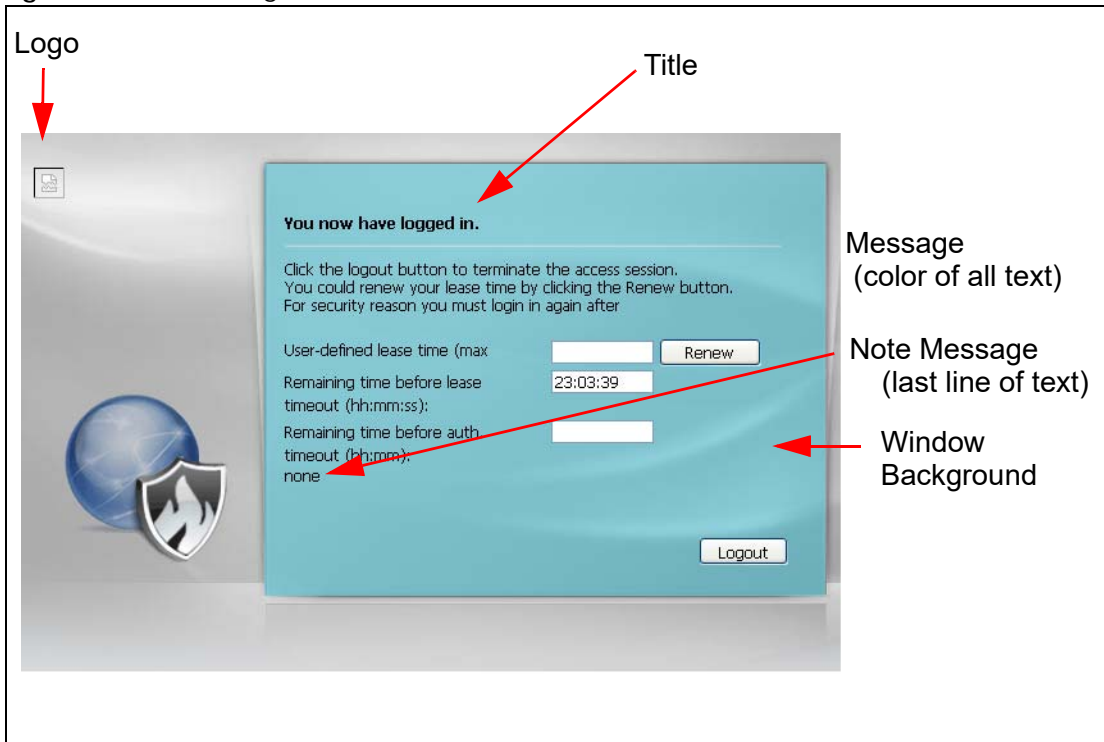 Logo
Title
You now have logged in.
Click the logout button to terminate the access session.
You could renew your lease time by clicking the Renew button.
For security reason you must login in again after
Message
(color of all text)
User-defined lease time (max
Renew
Note Message
(last line of text)
Remaining time before lease
23:03:39
timeout (hh:mm:ss):
Remaining time before auth
timeout (hh:mm):
none
Window
Background
Logout